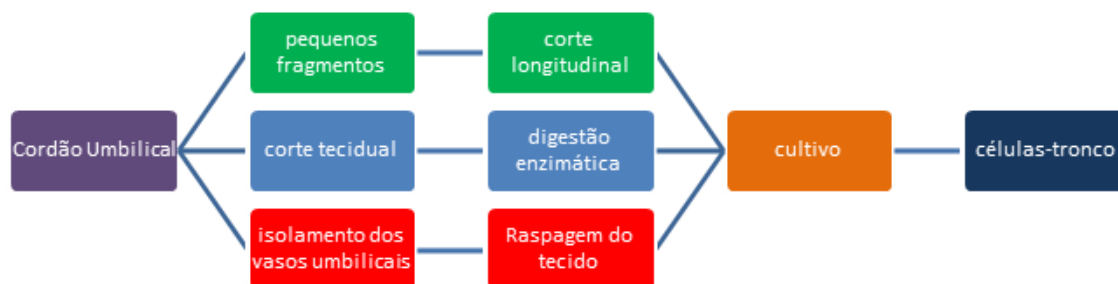 pequenos
fragmentos
corte
longitudinal
Cordão Umbilical
corte tecidual
digestão
enzimática
cultivo
células-tronco
isolamento dos
vasos umbilicais
Raspagem do
tecido